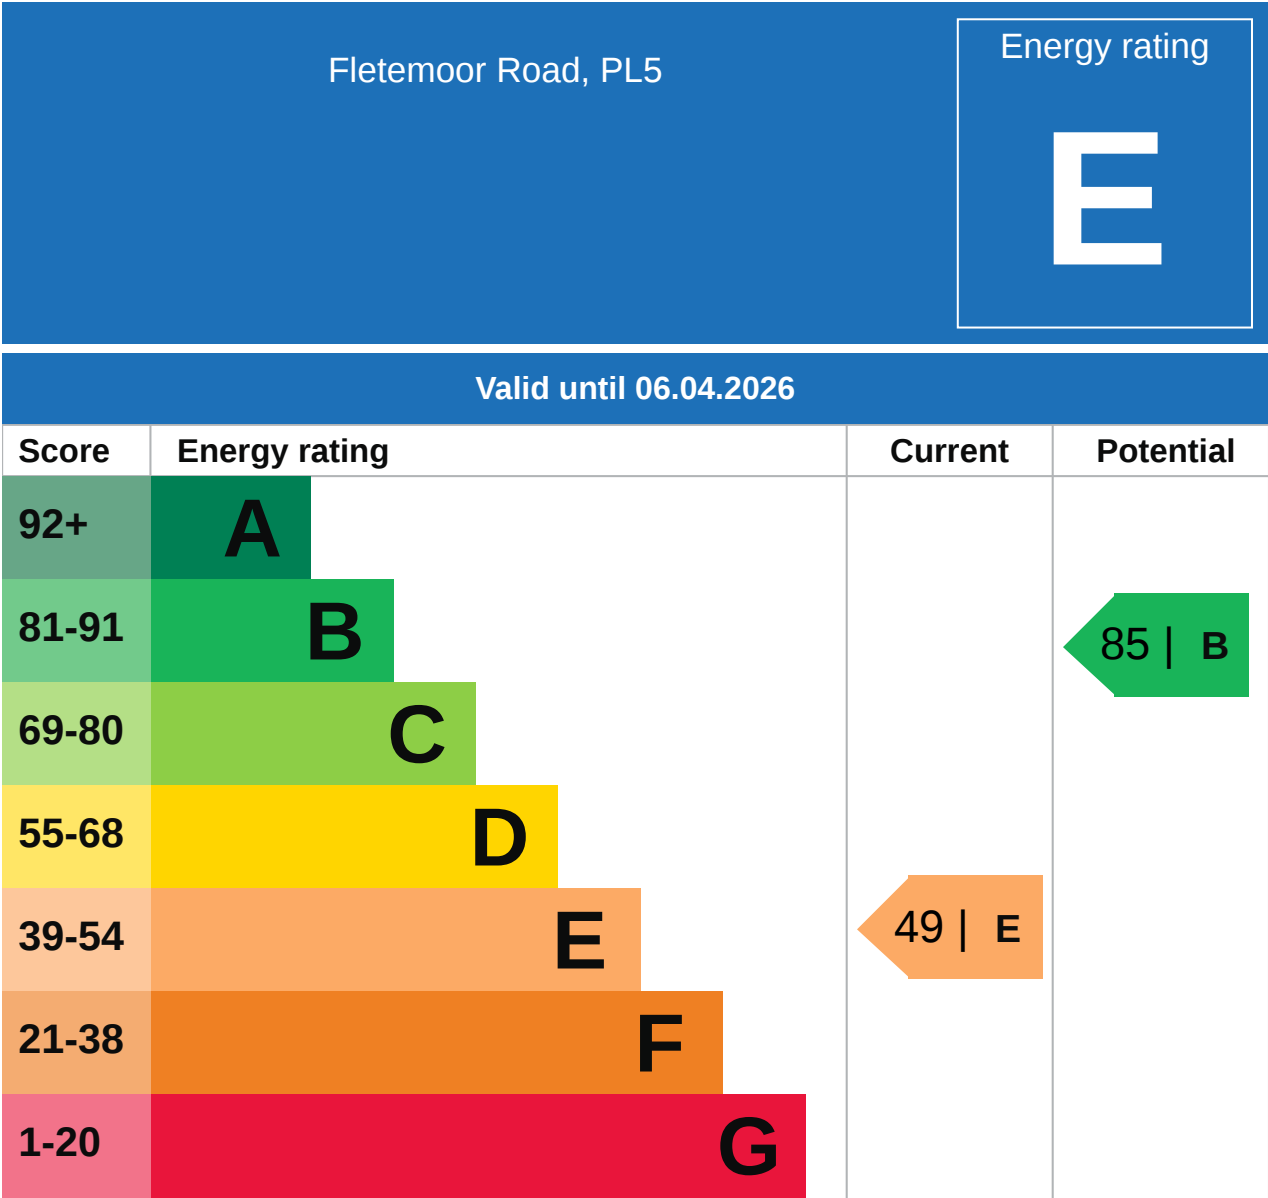 Fletemoor Road, PL5
Energy rating
E
Valid until 06.04.2026
Score Energy rating Current Potential
92+ A
81-91 B 85 | B
69-80 C
55-68 D
39-54 E 49 | E
21-38 F
1-20 G